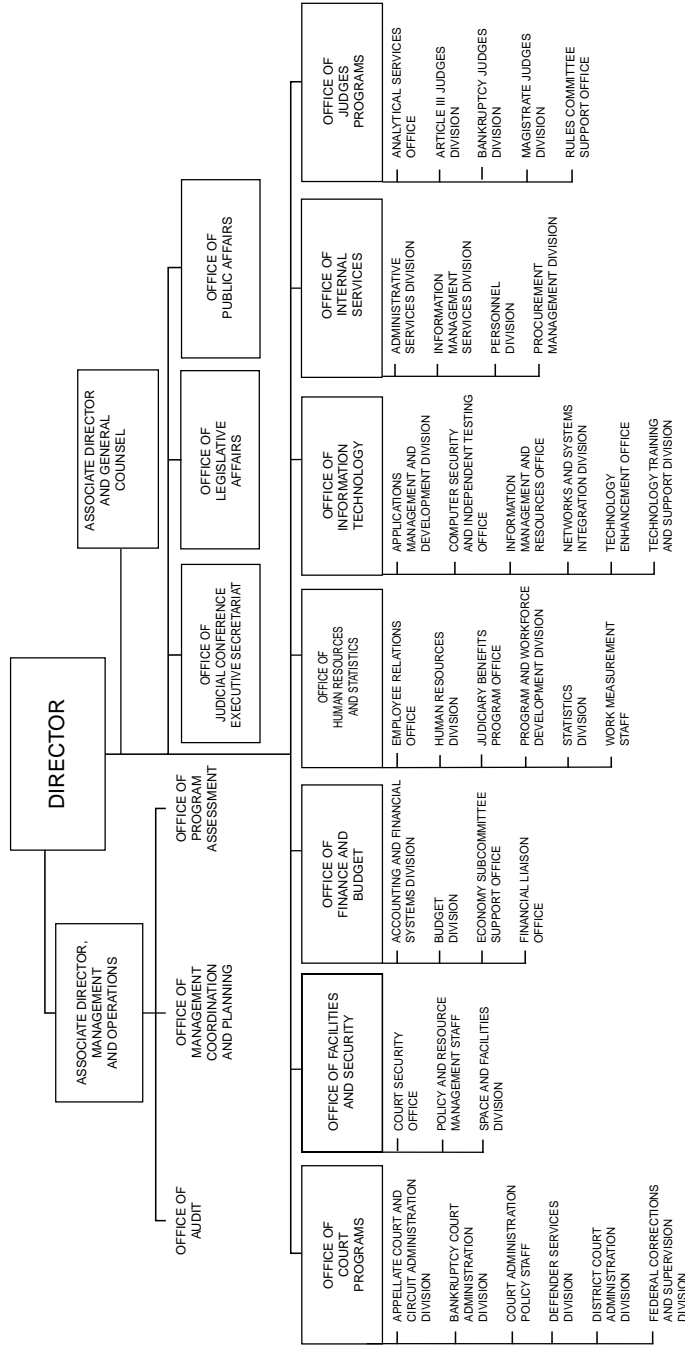 DIRECTOR
ASSOCIATE DIRECTOR,
MANAGEMENT
AND OPERATIONS
ASSOCIATE DIRECTOR
AND GENERAL
COUNSEL
OFFICE OF
AUDIT
OFFICE OF
MANAGEMENT
COORDINATION
AND PLANNING
OFFICE OF
PROGRAM
ASSESSMENT
OFFICE OF
JUDICIAL CONFERENCE
EXECUTIVE SECRETARIAT
OFFICE OF
LEGISLATIVE
AFFAIRS
OFFICE OF
PUBLIC AFFAIRS
OFFICE OF
COURT
PROGRAMS
APPELLATE COURT AND
CIRCUIT ADMINISTRATION
DIVISION
BANKRUPTCY COURT
ADMINISTRATION
DIVISION
COURT ADMINISTRATION
POLICY STAFF
DEFENDER SERVICES
DIVISION
DISTRICT COURT
ADMINISTRATION
DIVISION
FEDERAL CORRECTIONS
AND SUPERVISION
DIVISION
OFFICE OF FACILITIES
AND SECURITY
COURT SECURITY
OFFICE
POLICY AND RESOURCE
MANAGEMENT STAFF
SPACE AND FACILITIES
DIVISION
OFFICE OF
FINANCE AND
BUDGET
ACCOUNTING AND FINANCIAL
SYSTEMS DIVISION
BUDGET
DIVISION
ECONOMY SUBCOMMITTEE
SUPPORT OFFICE
FINANCIAL LIAISON
OFFICE
OFFICE OF
HUMAN RESOURCES
AND STATISTICS
EMPLOYEE RELATIONS
OFFICE
HUMAN RESOURCES
DIVISION
JUDICIARY BENEFITS
PROGRAM OFFICE
PROGRAM AND WORKFORCE
DEVELOPMENT DIVISION
STATISTICS
DIVISION
WORK MEASUREMENT
STAFF
OFFICE OF
INFORMATION
TECHNOLOGY
APPLICATIONS
MANAGEMENT AND
DEVELOPMENT DIVISION
COMPUTER SECURITY
AND INDEPENDENT TESTING
OFFICE
INFORMATION
MANAGEMENT AND
RESOURCES OFFICE
NETWORKS AND SYSTEMS
INTEGRATION DIVISION
TECHNOLOGY
ENHANCEMENT OFFICE
TECHNOLOGY TRAINING
AND SUPPORT DIVISION
OFFICE OF
INTERNAL
SERVICES
ADMINISTRATIVE
SERVICES DIVISION
INFORMATION
MANAGEMENT
SERVICES DIVISION
PERSONNEL
DIVISION
PROCUREMENT
MANAGEMENT DIVISION
OFFICE OF
JUDGES
PROGRAMS
ANALYTICAL SERVICES
OFFICE
ARTICLE III JUDGES
DIVISION
BANKRUPTCY JUDGES
DIVISION
MAGISTRATE JUDGES
DIVISION
RULES COMMITTEE
SUPPORT OFFICE